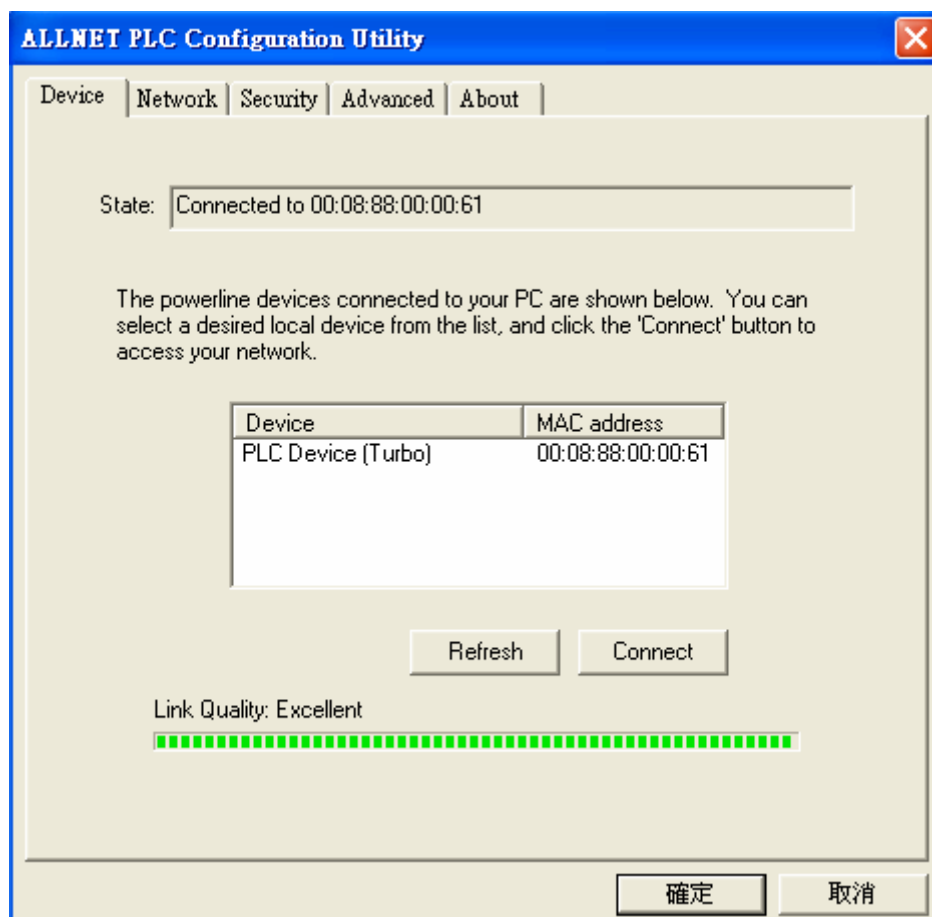 ALLNET PLC Configuration Utility
Device Network Security Advanced About
State: Connected to 00:08:88:00:00:61
The powerline devices connected to your PC are shown below. You can
select a desired local device from the list, and click the 'Connect' button to
access your network.
Device MAC address
PLC Device (Turbo) 00:08:88:00:00:61
Refresh Connect
Link Quality: Excellent
確定 取消